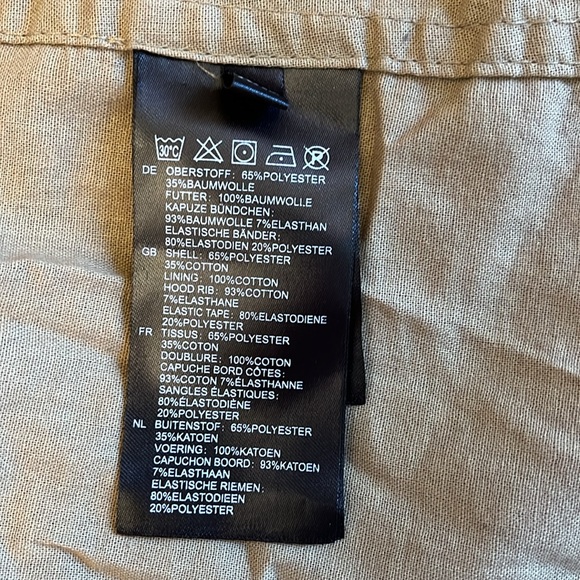 30°C P
DE OBERSTOFF: 65%POLYESTER
35%BAUMWOLLE
FUTTER: 100%BAUMWOLLE
KAPUZE BÜNDCHEN:
93%BAUMWOLLE 7%ELASTHAN
ELASTISCHE BÄNDER:
80%ELASTODIEN 20%POLYESTER
GB SHELL: 65%POLYESTER
35%COTTON
LINING: 100%COTTON
HOOD RIB: 93%COTTON
7%ELASTHANE
ELASTIC TAPE: 80%ELASTODIENE
20%POLYESTER
FR TISSUS: 65%POLYESTER
35%COTON
DOUBLURE: 100%COTON
CAPUCHE BORD CÔTES:
93%COTON 7%ÉLASTHANNE
SANGLES ÉLASTIQUES:
80%ÉLASTODIÈNE
20%POLYESTER
NL BUITENSTOF: 65%POLYESTER
35%KATOEN
VOERING: 100%KATOEN
CAPUCHON BOORD: 93%KATOEN
7%ELASTHAAN
ELASTISCHE RIEMEN:
80%ELASTODIEEN
20%POLYESTER